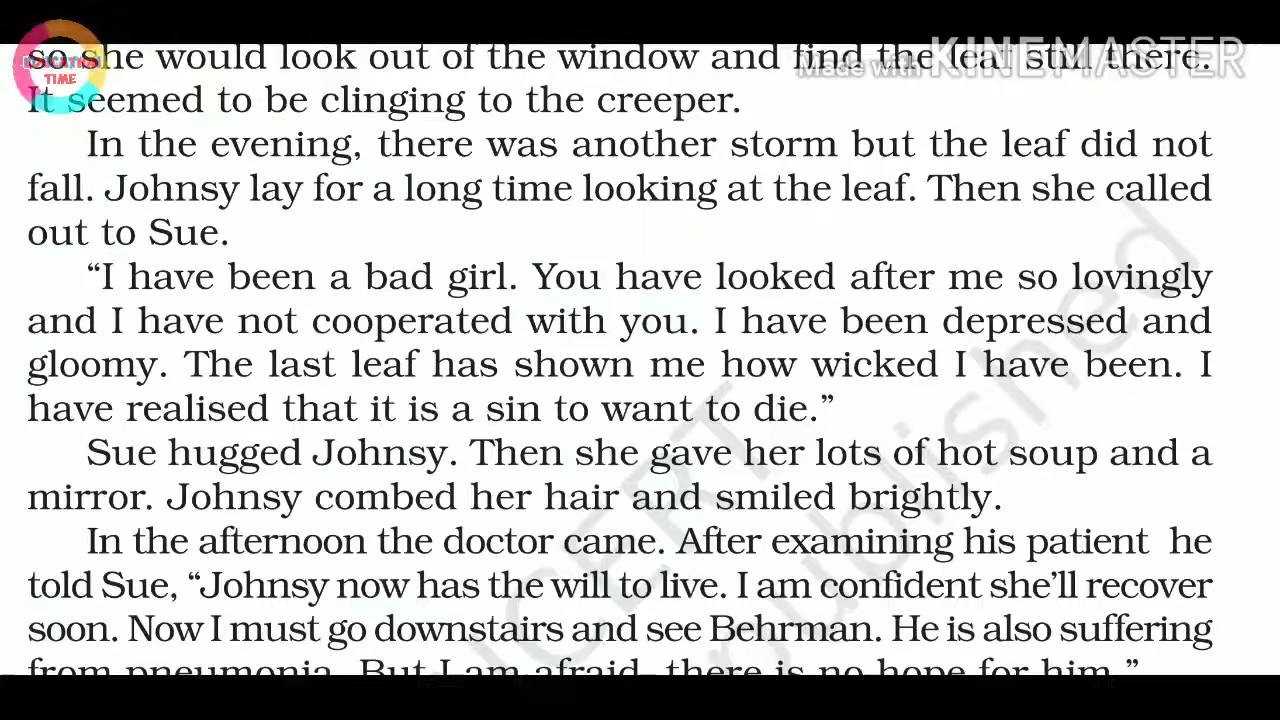 EDUCATION
TIME
Made with KINEMASTER
so she would look out of the window and find the leaf still there.
It seemed to be clinging to the creeper.
In the evening, there was another storm but the leaf did not
fall. Johnsy lay for a long time looking at the leaf. Then she called
out to Sue.
“I have been a bad girl. You have looked after me so lovingly
and I have not cooperated with you. I have been depressed and
gloomy. The last leaf has shown me how wicked I have been. I
have realised that it is a sin to want to die.”
Sue hugged Johnsy. Then she gave her lots of hot soup and a
mirror. Johnsy combed her hair and smiled brightly.
In the afternoon the doctor came. After examining his patient he
told Sue, “Johnsy now has the will to live. I am confident she’ll recover
soon. Now I must go downstairs and see Behrman. He is also suffering
from pneumonia. But I am afraid, there is no hope for him.”
NCERT
published